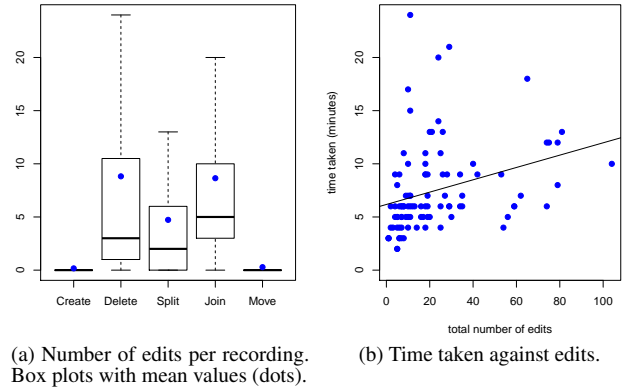 0
5
10
15
20
Create Delete Split Join Move
0
5
10
15
20
time taken (minutes)
0 20 40 60 80 100
total number of edits
(a) Number of edits per recording.
Box plots with mean values (dots).
(b) Time taken against edits.